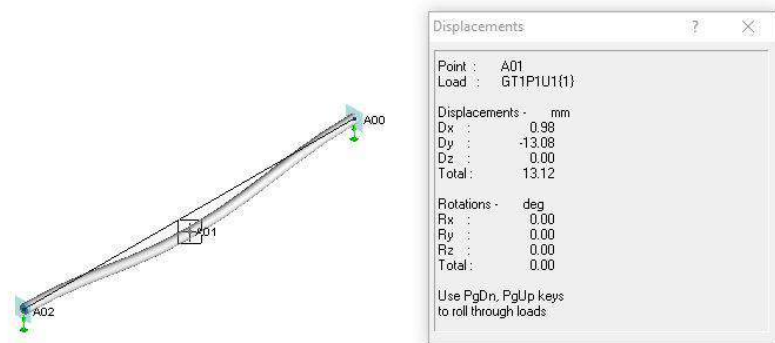 A00
A01
A02
Displacements ? X
Point : A01
Load : GT1P1U1{1}
Displacements - mm
Dx : 0.98
Dy : -13.08
Dz : 0.00
Total : 13.12
Rotations - deg
Rx : 0.00
Ry : 0.00
Rz : 0.00
Total : 0.00
Use PgDn, PgUp keys
to roll through loads